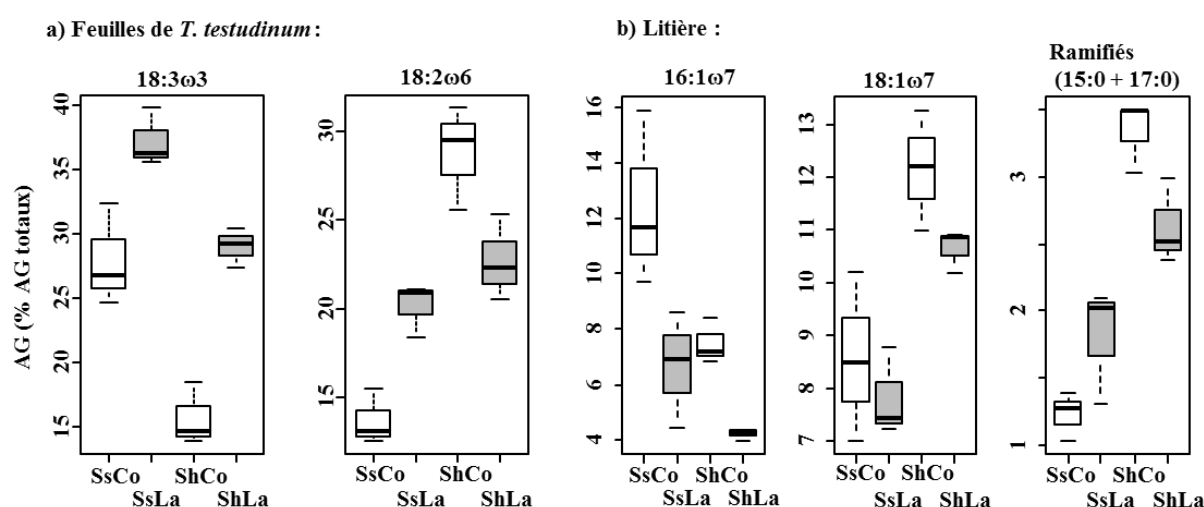 a) Feuilles de T. testudinum :
b) Litière :
18:3ω3
18:2ω6
16:1ω7
18:1ω7
Ramifiés
(15:0 + 17:0)
AG (% AG totaux)
40
35
30
25
20
15
30
25
20
15
16
14
12
10
8
6
4
13
12
11
10
9
8
7
3
2
1
SsCo ShCo
SsLa ShLa
SsCo ShCo
SsLa ShLa
SsCo ShCo
SsLa ShLa
SsCo ShCo
SsLa ShLa
SsCo ShCo
SsLa ShLa